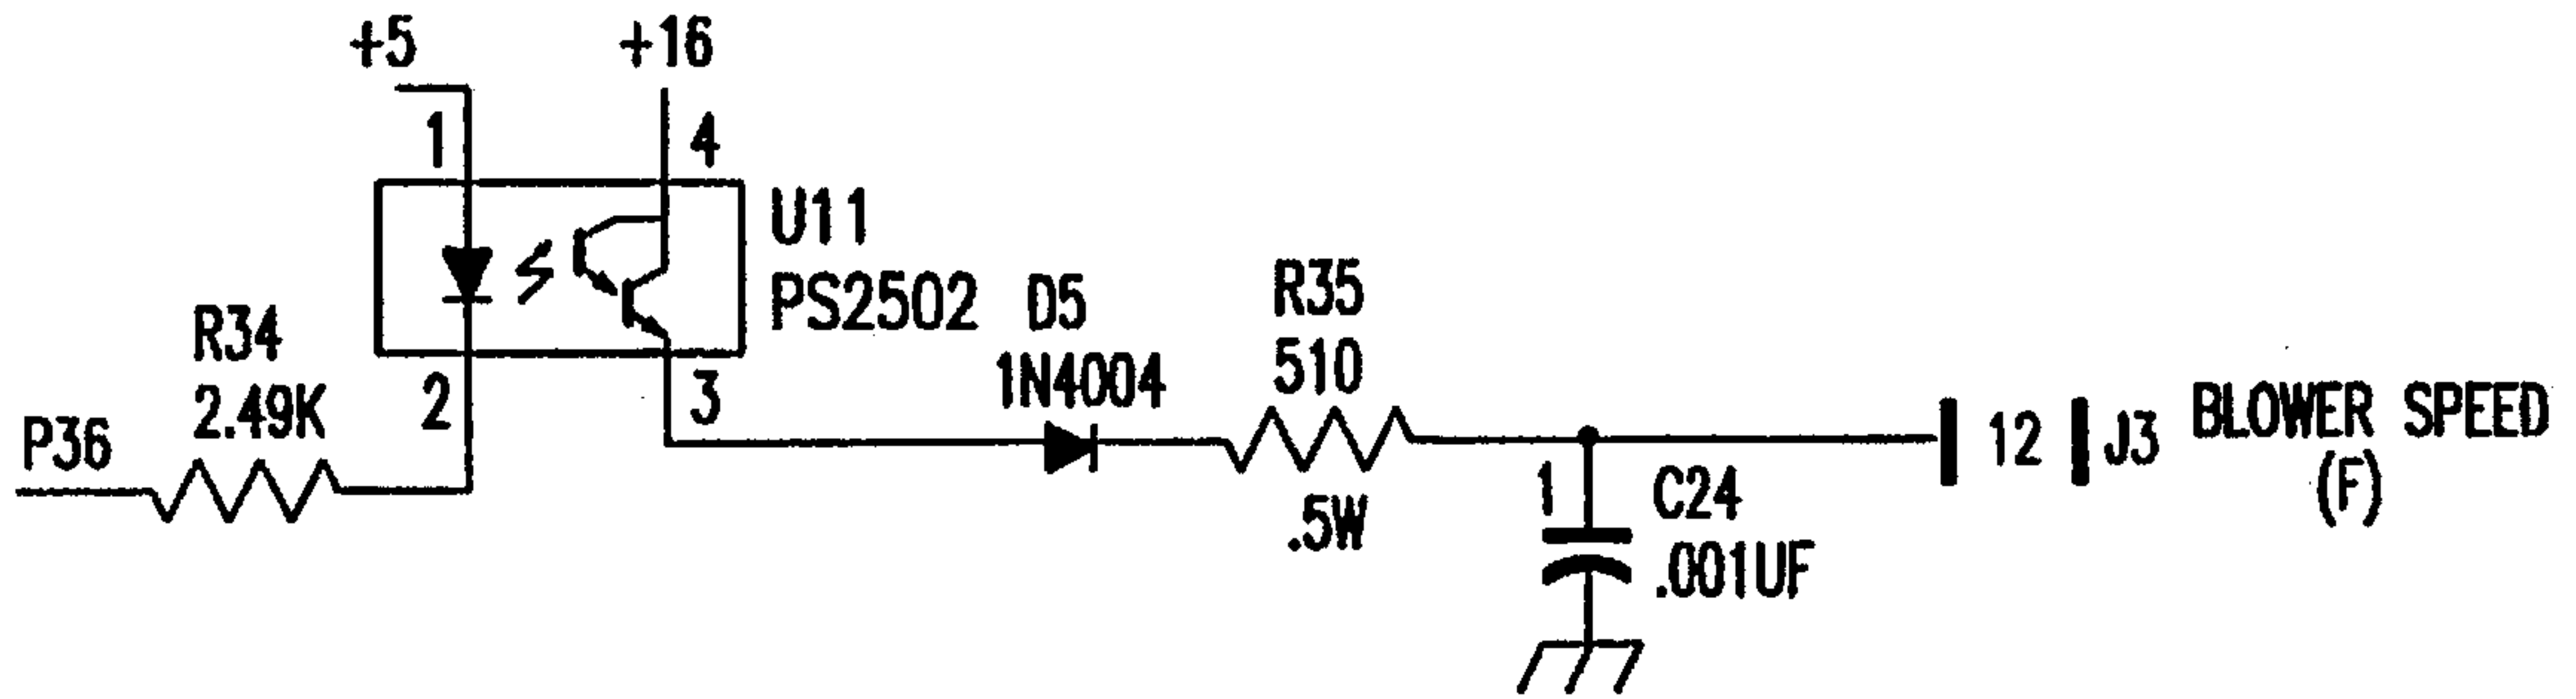 +5
+16
1
4
U11
PS2502
R34
2.49K
2
3
P36
D5
1N4004
R35
510
.5W
1
C24
.001UF
12
J3
BLOWER SPEED
(F)